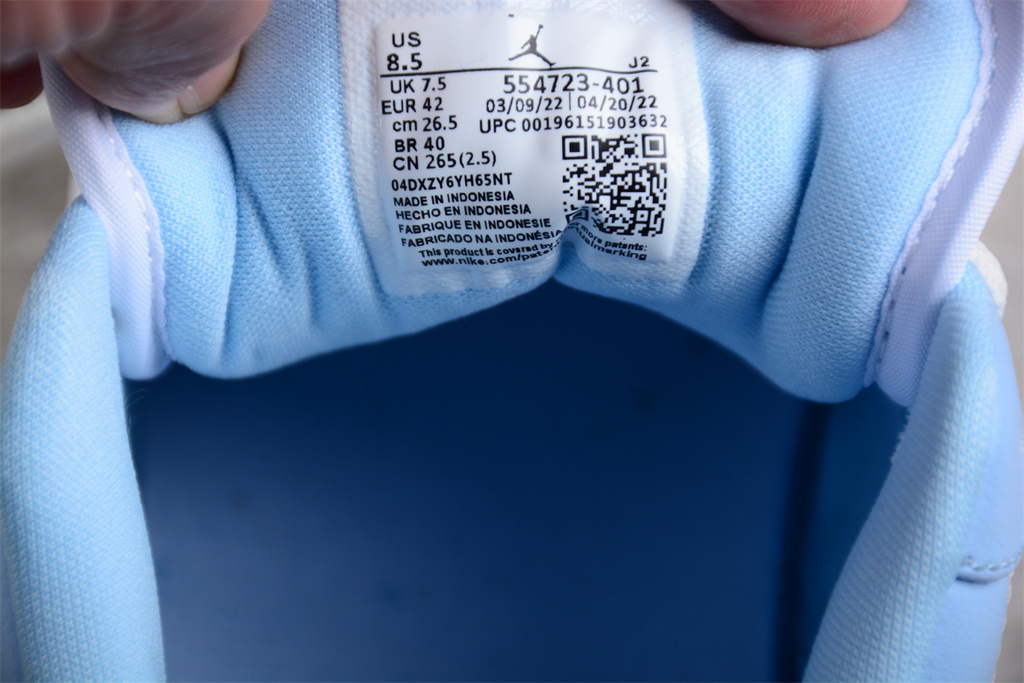 US
8.5
J2
UK 7.5
554723-401
EUR 42
03/09/22 | 04/20/22
cm 26.5
UPC 00196151903632
BR 40
CN 265(2.5)
04DXZY6YH65NT
MADE IN INDONESIA
HECHO EN INDONESIA
FABRIQUE EN INDONESIE
FABRICADO NA INDONÉSIA
This product is covered by more patents:
www.nike.com/